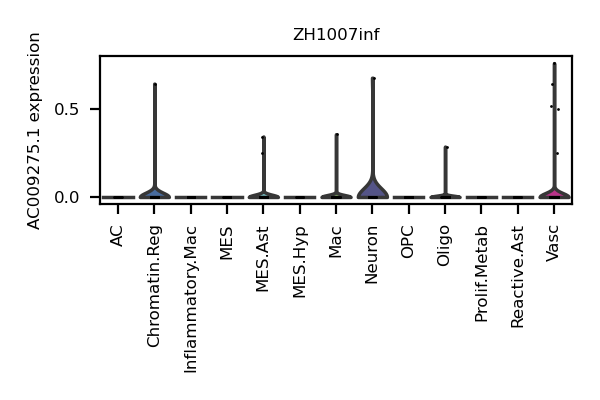 ZH1007inf
AC009275.1 expression
0.5
0.0
AC
Chromatin.Reg
Inflammatory.Mac
MES
MES.Ast
MES.Hyp
Mac
Neuron
OPC
Oligo
Prolif.Metab
Reactive.Ast
Vasc